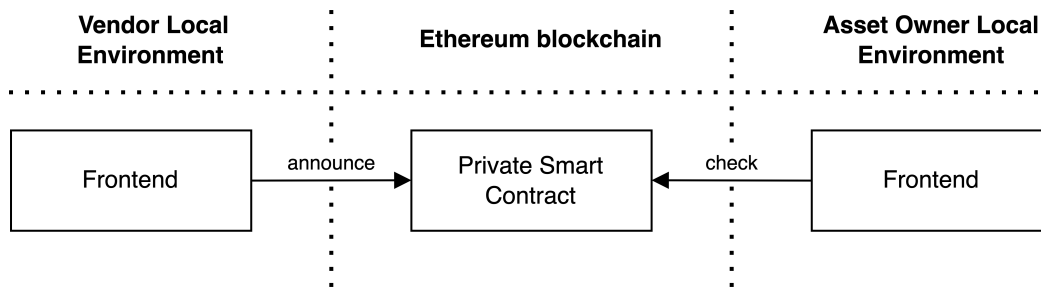 Vendor Local
Environment
Ethereum blockchain
Asset Owner Local
Environment
Frontend
announce
Private Smart
Contract
check
Frontend